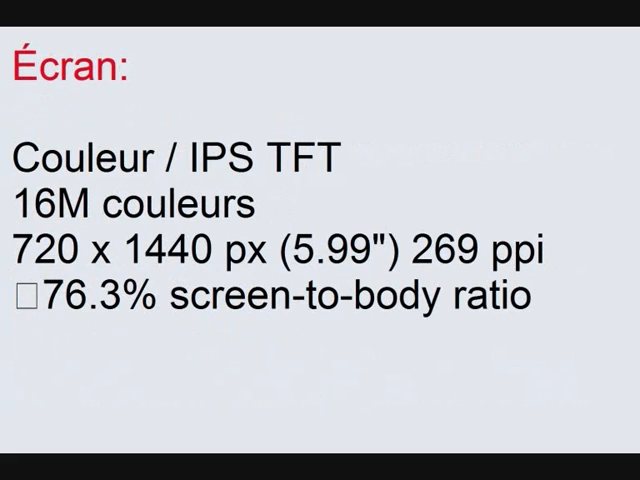 Écran:
Couleur / IPS TFT
16M couleurs
720 x 1440 px (5.99") 269 ppi
□76.3% screen-to-body ratio